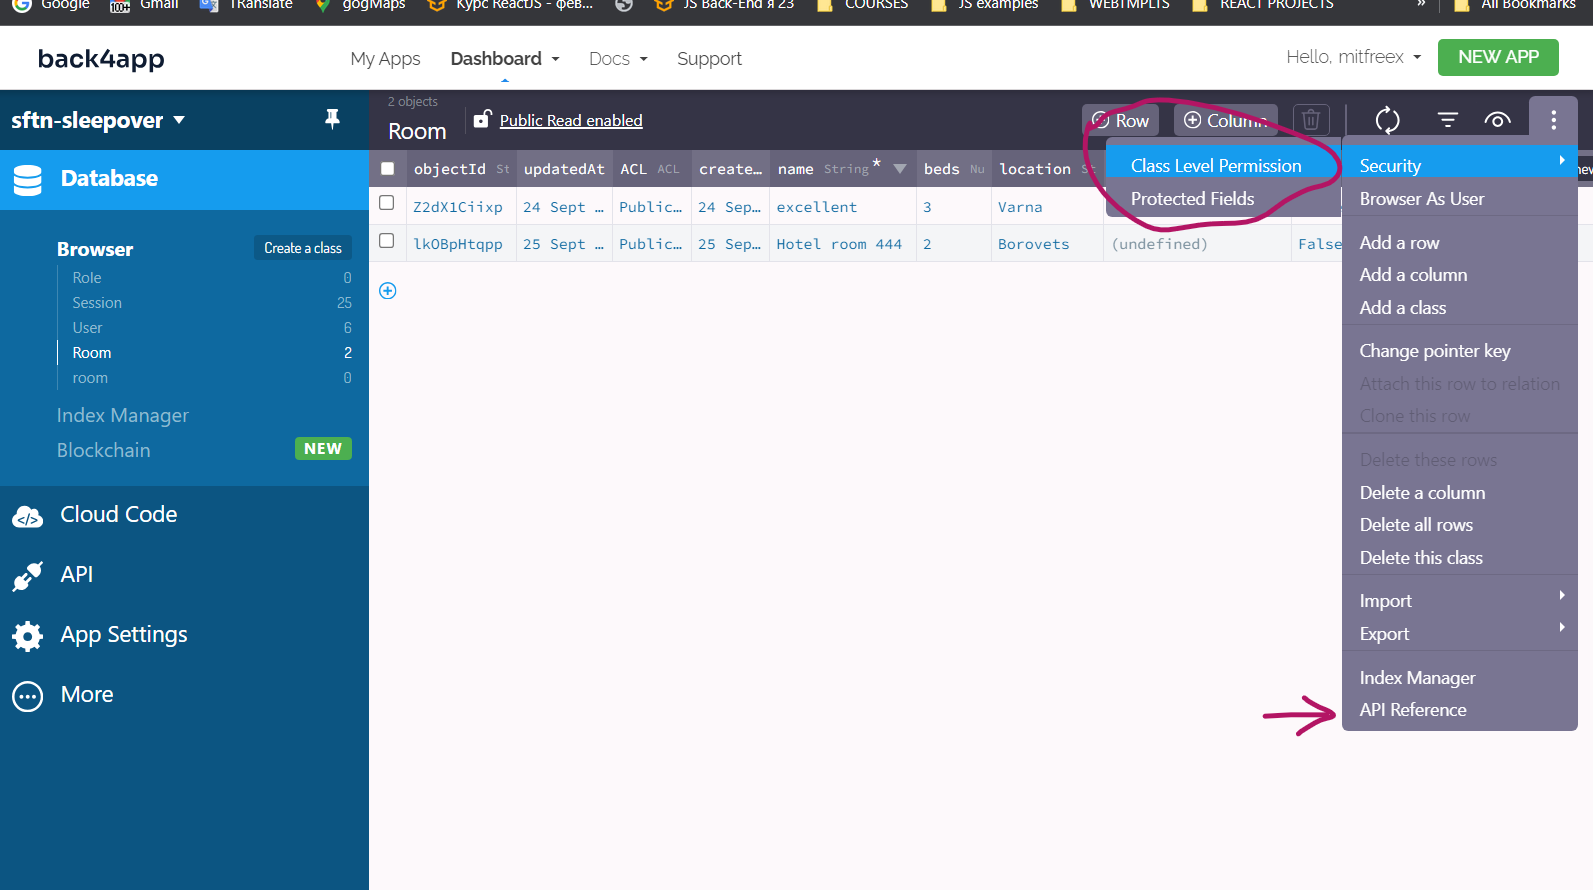 Google Gmail TRanslate gogMaps Курс ReactJS - фев... JS Back-End я 23 COURSES JS examples WEBTMPLTS REACT PROJECTS » All Bookmarks
back4app My Apps Dashboard Docs Support Hello, mitfreex NEW APP
sftn-sleepover
2 objects
Room Public Read enabled Row Column
Database
objectId St updatedAt ACL ACL create... name String * beds Nu location St
Z2dX1Ciixp 24 Sept ... Public... 24 Sep... excellent 3 Varna
lkOBpHtqpp 25 Sept ... Public... 25 Sep... Hotel room 444 2 Borovets (undefined) False
Class Level Permission
Protected Fields
Browser Create a class
Role 0
Session 25
User 6
Room 2
room 0
Index Manager
Blockchain NEW
Cloud Code
API
App Settings
More
Security
Browser As User
Add a row
Add a column
Add a class
Change pointer key
Attach this row to relation
Clone this row
Delete these rows
Delete a column
Delete all rows
Delete this class
Import
Export
Index Manager
API Reference